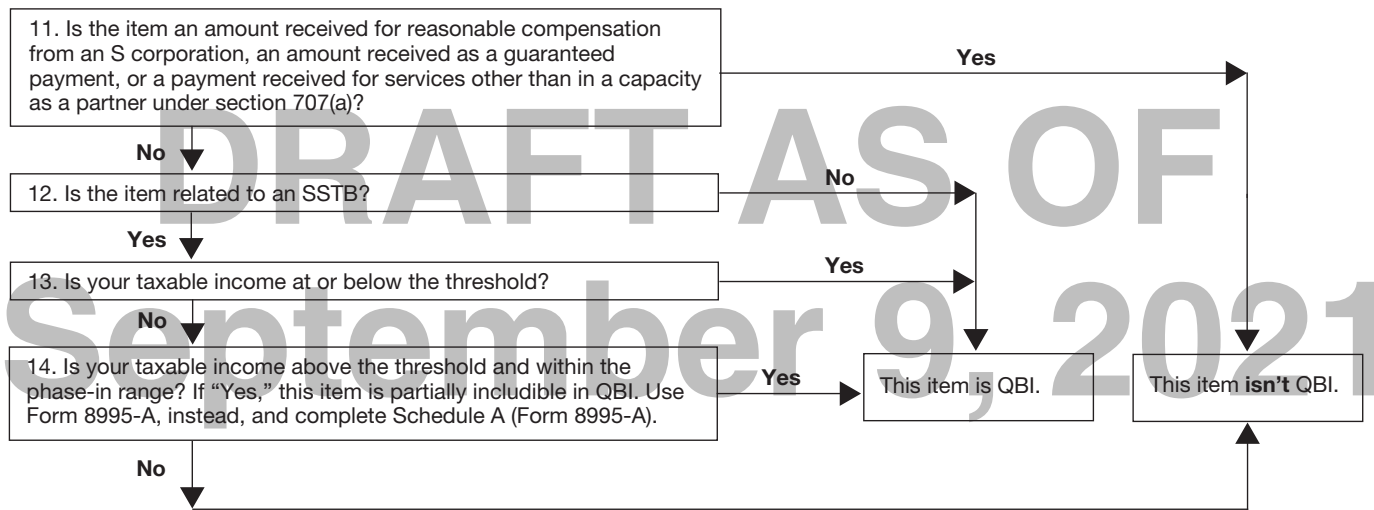 11. Is the item an amount received for reasonable compensation
from an S corporation, an amount received as a guaranteed
payment, or a payment received for services other than in a capacity
as a partner under section 707(a)?
Yes
No
DRAFT AS OF
12. Is the item related to an SSTB?
No
Yes
13. Is your taxable income at or below the threshold?
Yes
No
September 9, 2021
14. Is your taxable income above the threshold and within the
phase-in range? If “Yes,” this item is partially includible in QBI. Use
Form 8995-A, instead, and complete Schedule A (Form 8995-A).
Yes
This item is QBI.
This item isn’t QBI.
No